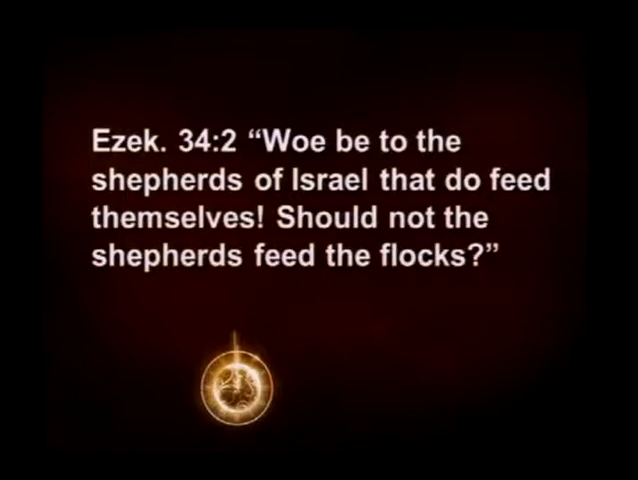 Ezek. 34:2 “Woe be to the
shepherds of Israel that do feed
themselves! Should not the
shepherds feed the flocks?”